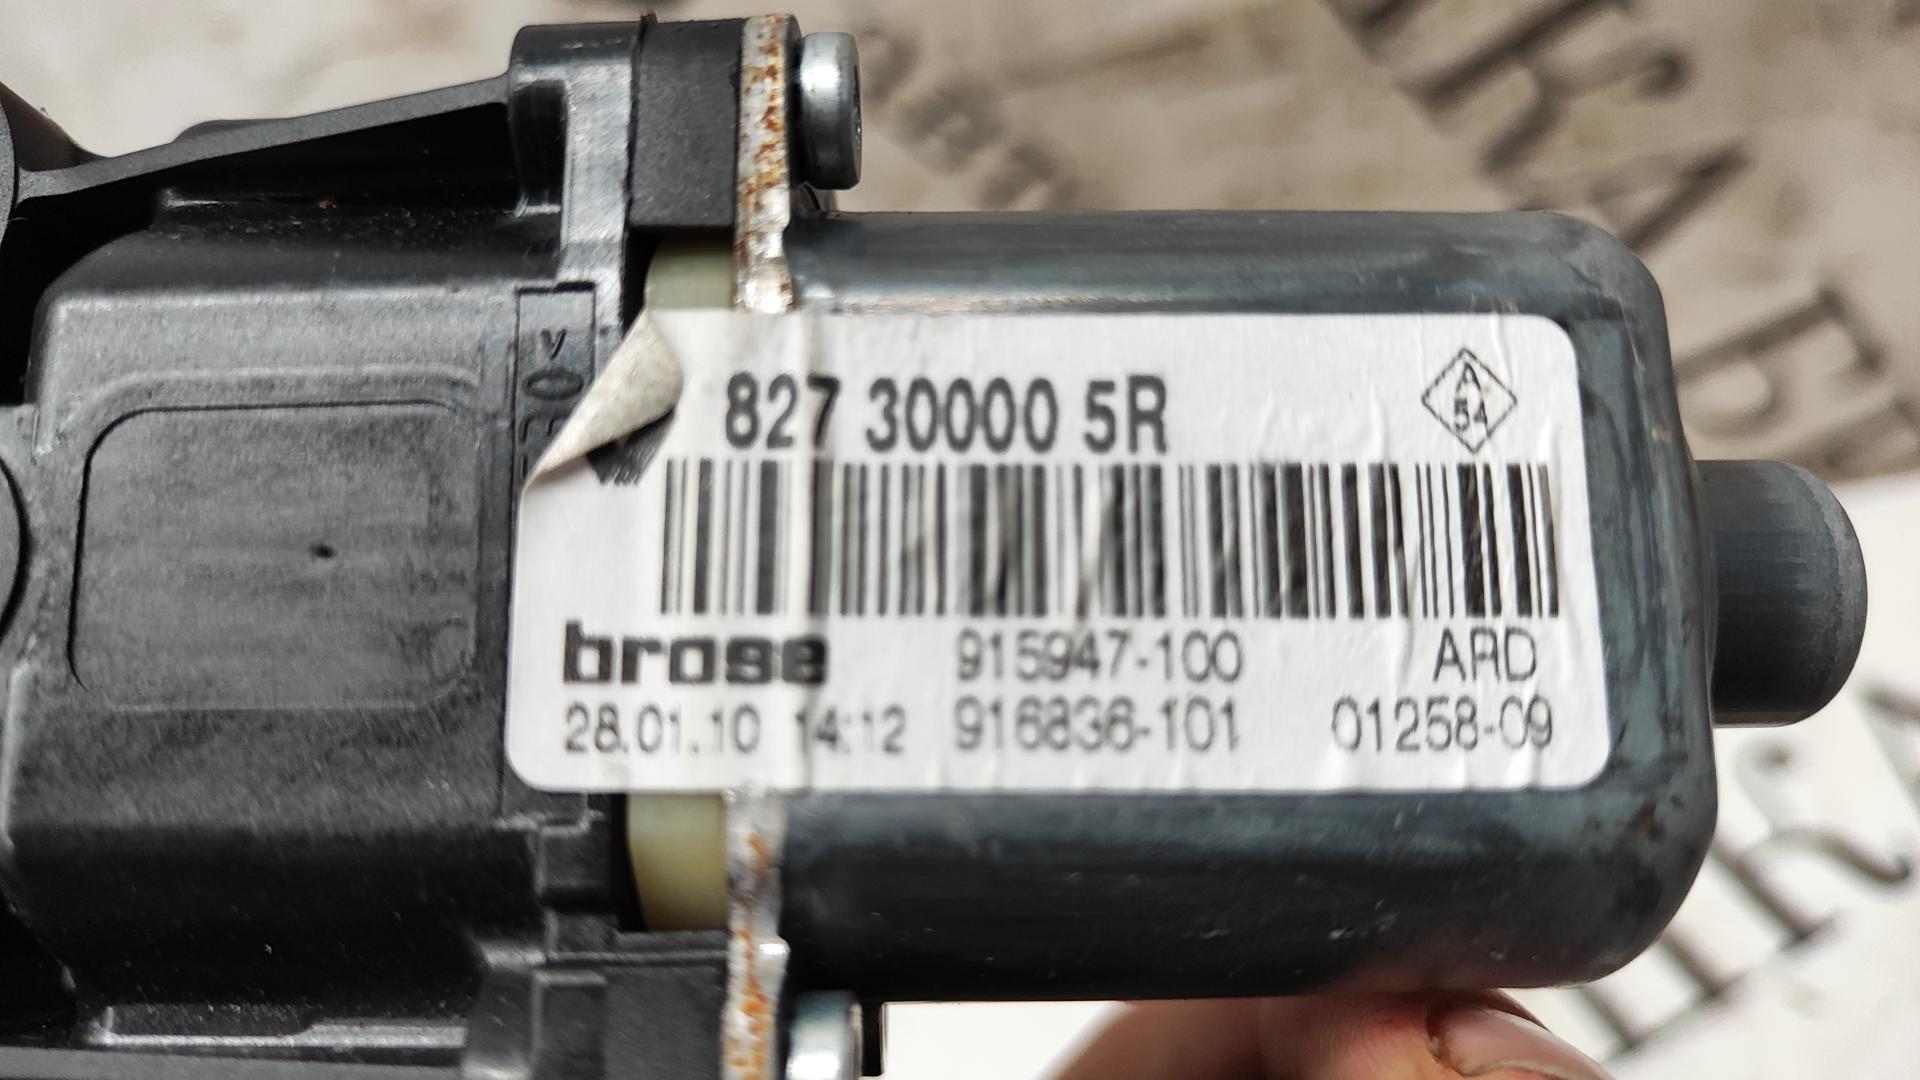 827 30000 5R
A
54
brose 915947-100 ARD
28.01.10 14:12 916836-101 01258-09